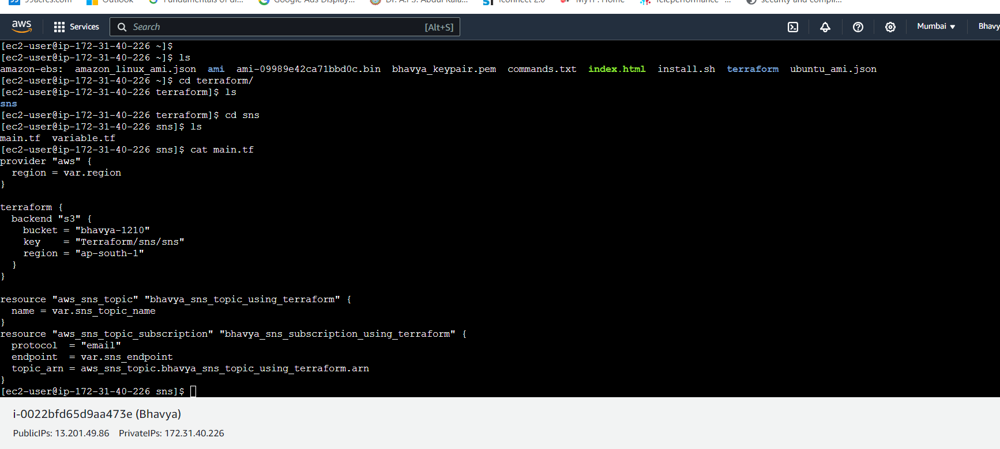 99acres.com Outlook Fundamentals of di... Google Ads Display... Dr. A.P.J. Abdul Kala... iconnect 2.0 MyTP: Home Teleperformance ... security and compli...
aws Services Search [Alt+S] Mumbai Bhavy
[ec2-user@ip-172-31-40-226 ~]$
[ec2-user@ip-172-31-40-226 ~]$ ls
amazon-ebs: amazon_linux_ami.json ami ami-09989e42ca71bbd0c.bin bhavya_keypair.pem commands.txt index.html install.sh terraform ubuntu_ami.json
[ec2-user@ip-172-31-40-226 ~]$ cd terraform/
[ec2-user@ip-172-31-40-226 terraform]$ ls
sns
[ec2-user@ip-172-31-40-226 terraform]$ cd sns
[ec2-user@ip-172-31-40-226 sns]$ ls
main.tf variable.tf
[ec2-user@ip-172-31-40-226 sns]$ cat main.tf
provider "aws" {
  region = var.region
}
terraform {
  backend "s3" {
    bucket = "bhavya-1210"
    key    = "Terraform/sns/sns"
    region = "ap-south-1"
  }
}
resource "aws_sns_topic" "bhavya_sns_topic_using_terraform" {
  name = var.sns_topic_name
}
resource "aws_sns_topic_subscription" "bhavya_sns_subscription_using_terraform" {
  protocol  = "email"
  endpoint  = var.sns_endpoint
  topic_arn = aws_sns_topic.bhavya_sns_topic_using_terraform.arn
}
[ec2-user@ip-172-31-40-226 sns]$
i-0022bfd65d9aa473e (Bhavya)
PublicIPs: 13.201.49.86 PrivateIPs: 172.31.40.226